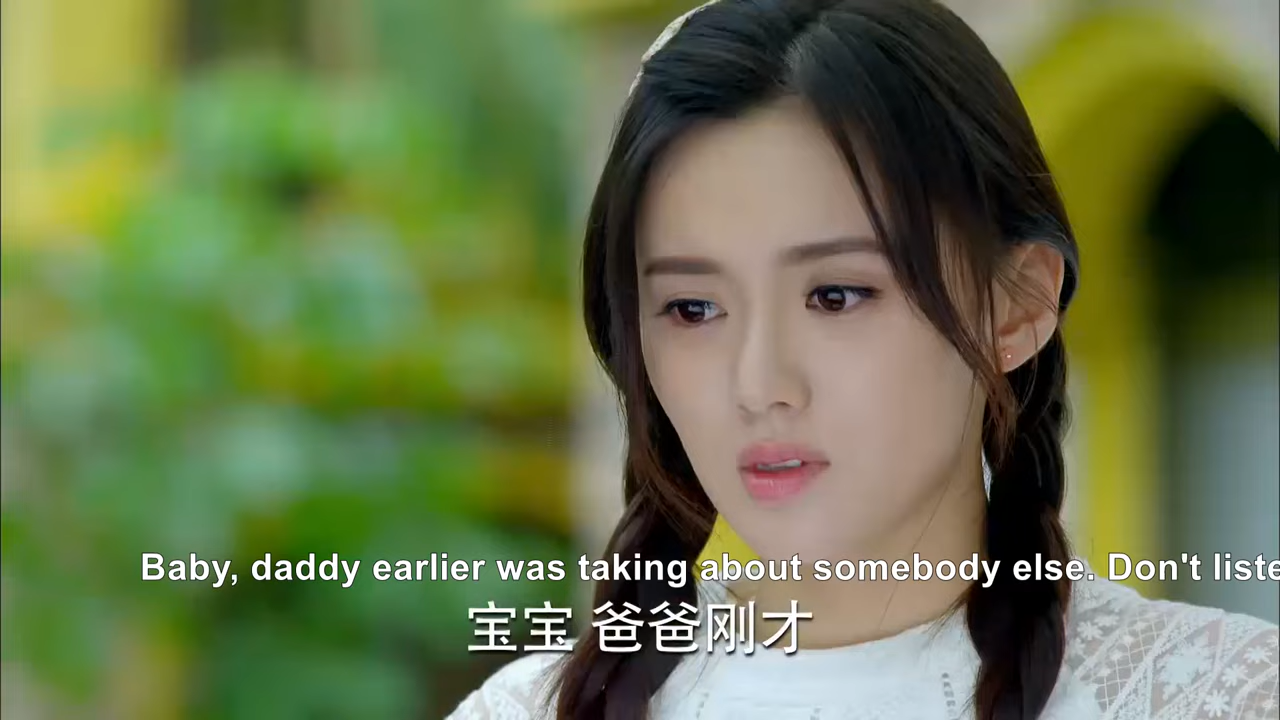 Baby, daddy earlier was taking about somebody else. Don't liste
宝宝 爸爸刚才